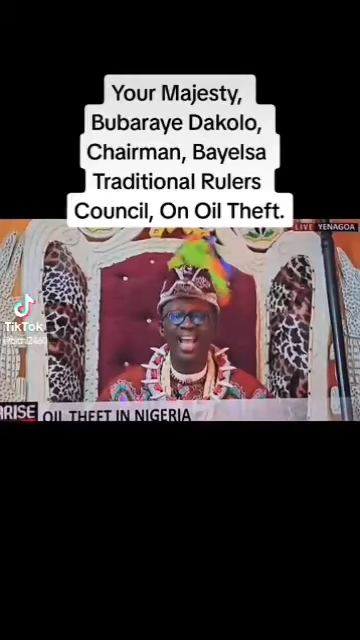 Your Majesty,
Bubaraye Dakolo,
Chairman, Bayelsa
Traditional Rulers
Council, On Oil Theft.
LIVE YENAGOA
TikTok
ARISE
OIL THEFT IN NIGERIA